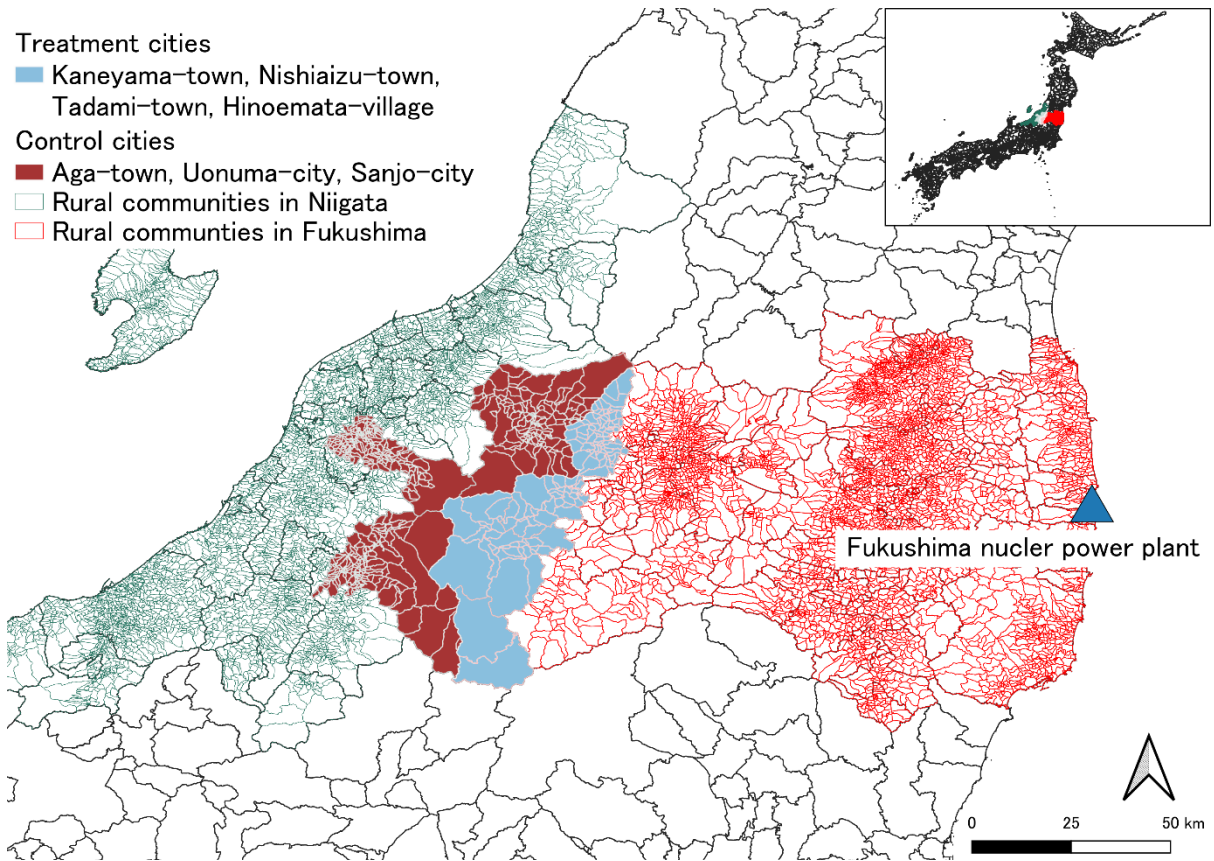 Treatment cities
Kaneyama-town, Nishiaizu-town,
Tadami-town, Hinoemata-village
Control cities
Aga-town, Uonuma-city, Sanjo-city
Rural communities in Niigata
Rural communties in Fukushima
Fukushima nucler power plant
0 25 50 km